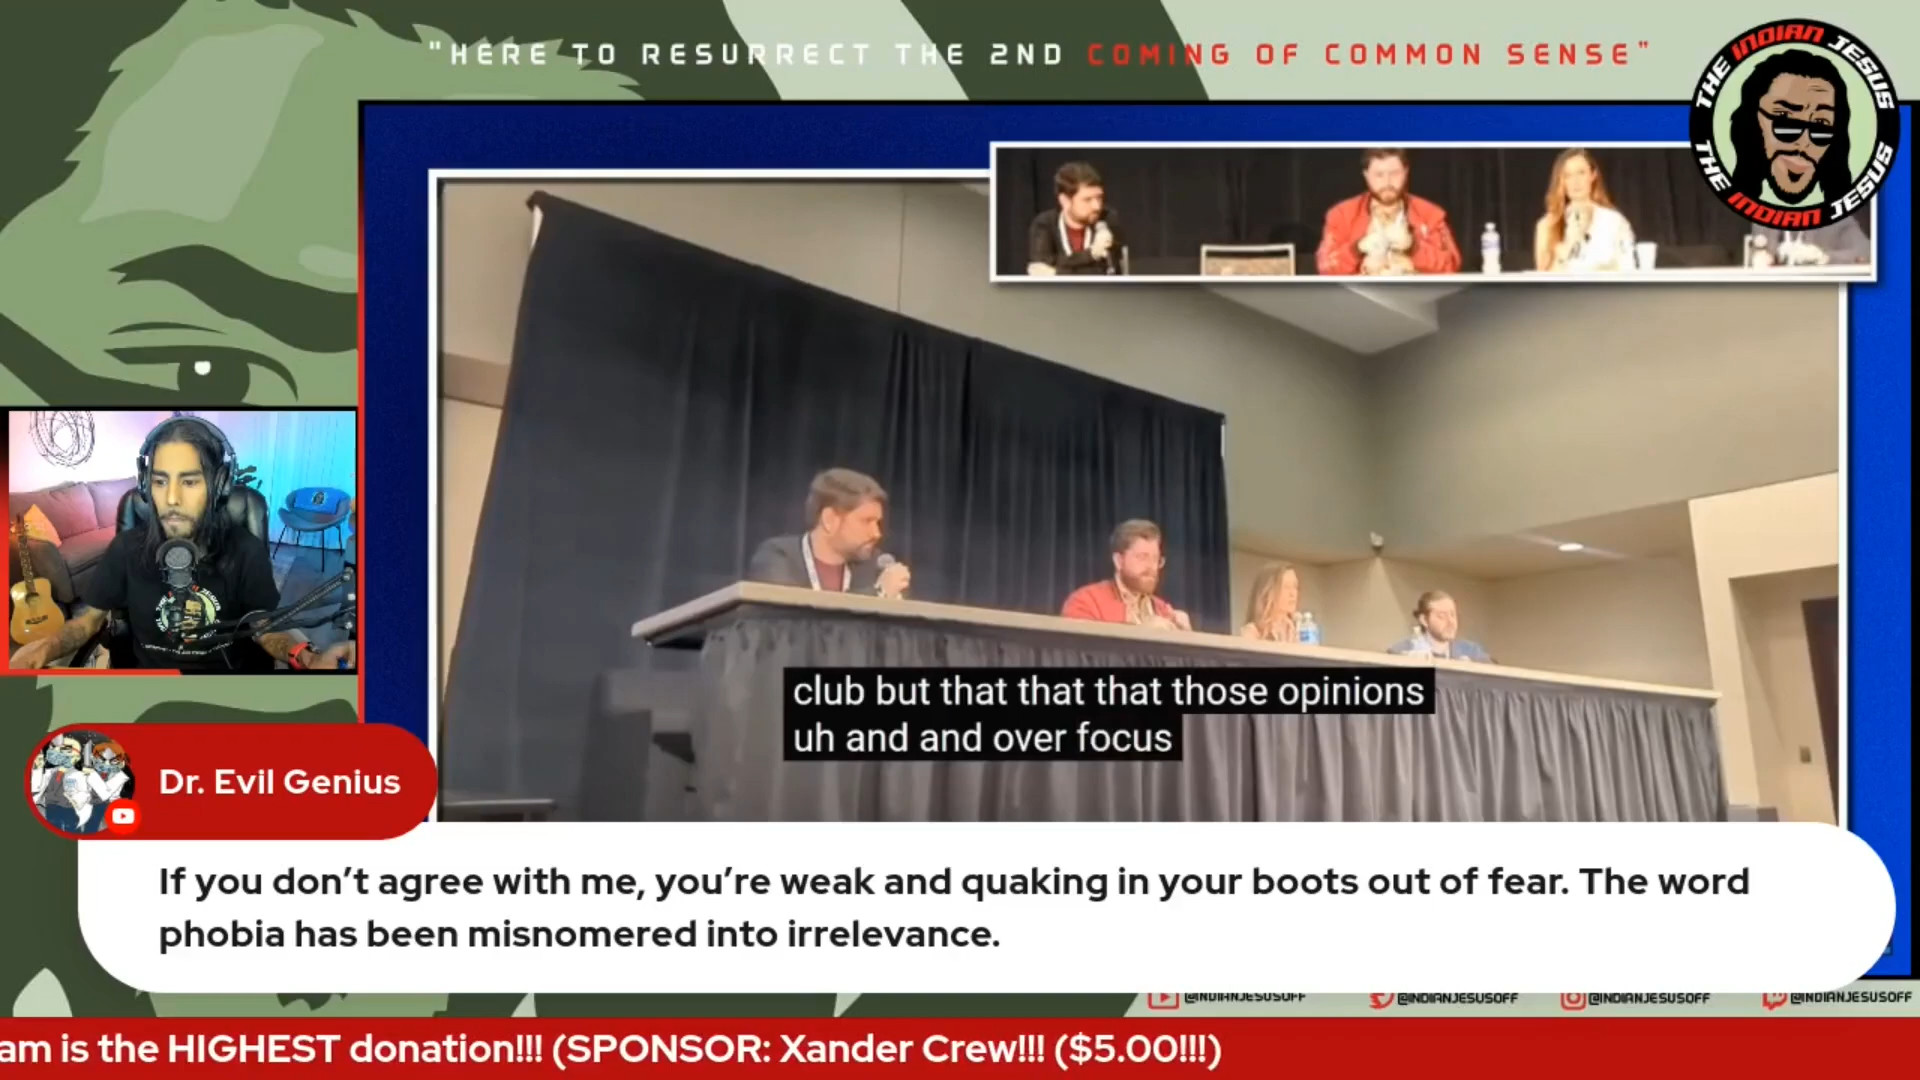 "HERE TO RESURRECT THE 2ND COMING OF COMMON SENSE"
THE INDIAN JESUS
THE INDIAN JESUS
club but that that that those opinions
uh and and over focus
Dr. Evil Genius
If you don't agree with me, you're weak and quaking in your boots out of fear. The word
phobia has been misnomered into irrelevance.
@INDIANJESUSOFF @INDIANJESUSOFF @INDIANJESUSOFF @INDIANJESUSOFF
am is the HIGHEST donation!!! (SPONSOR: Xander Crew!!! ($5.00!!!)